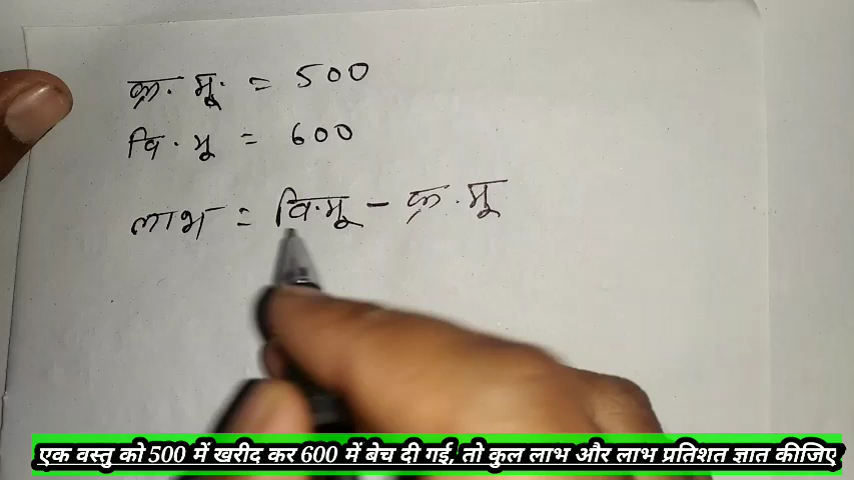 क्र. मू. = 500
वि. मू = 600
लाभ = वि.मू - क्र.मू
एक वस्तु को 500 में खरीद कर 600 में बेच दी गई, तो कुल लाभ और लाभ प्रतिशत ज्ञात कीजिए